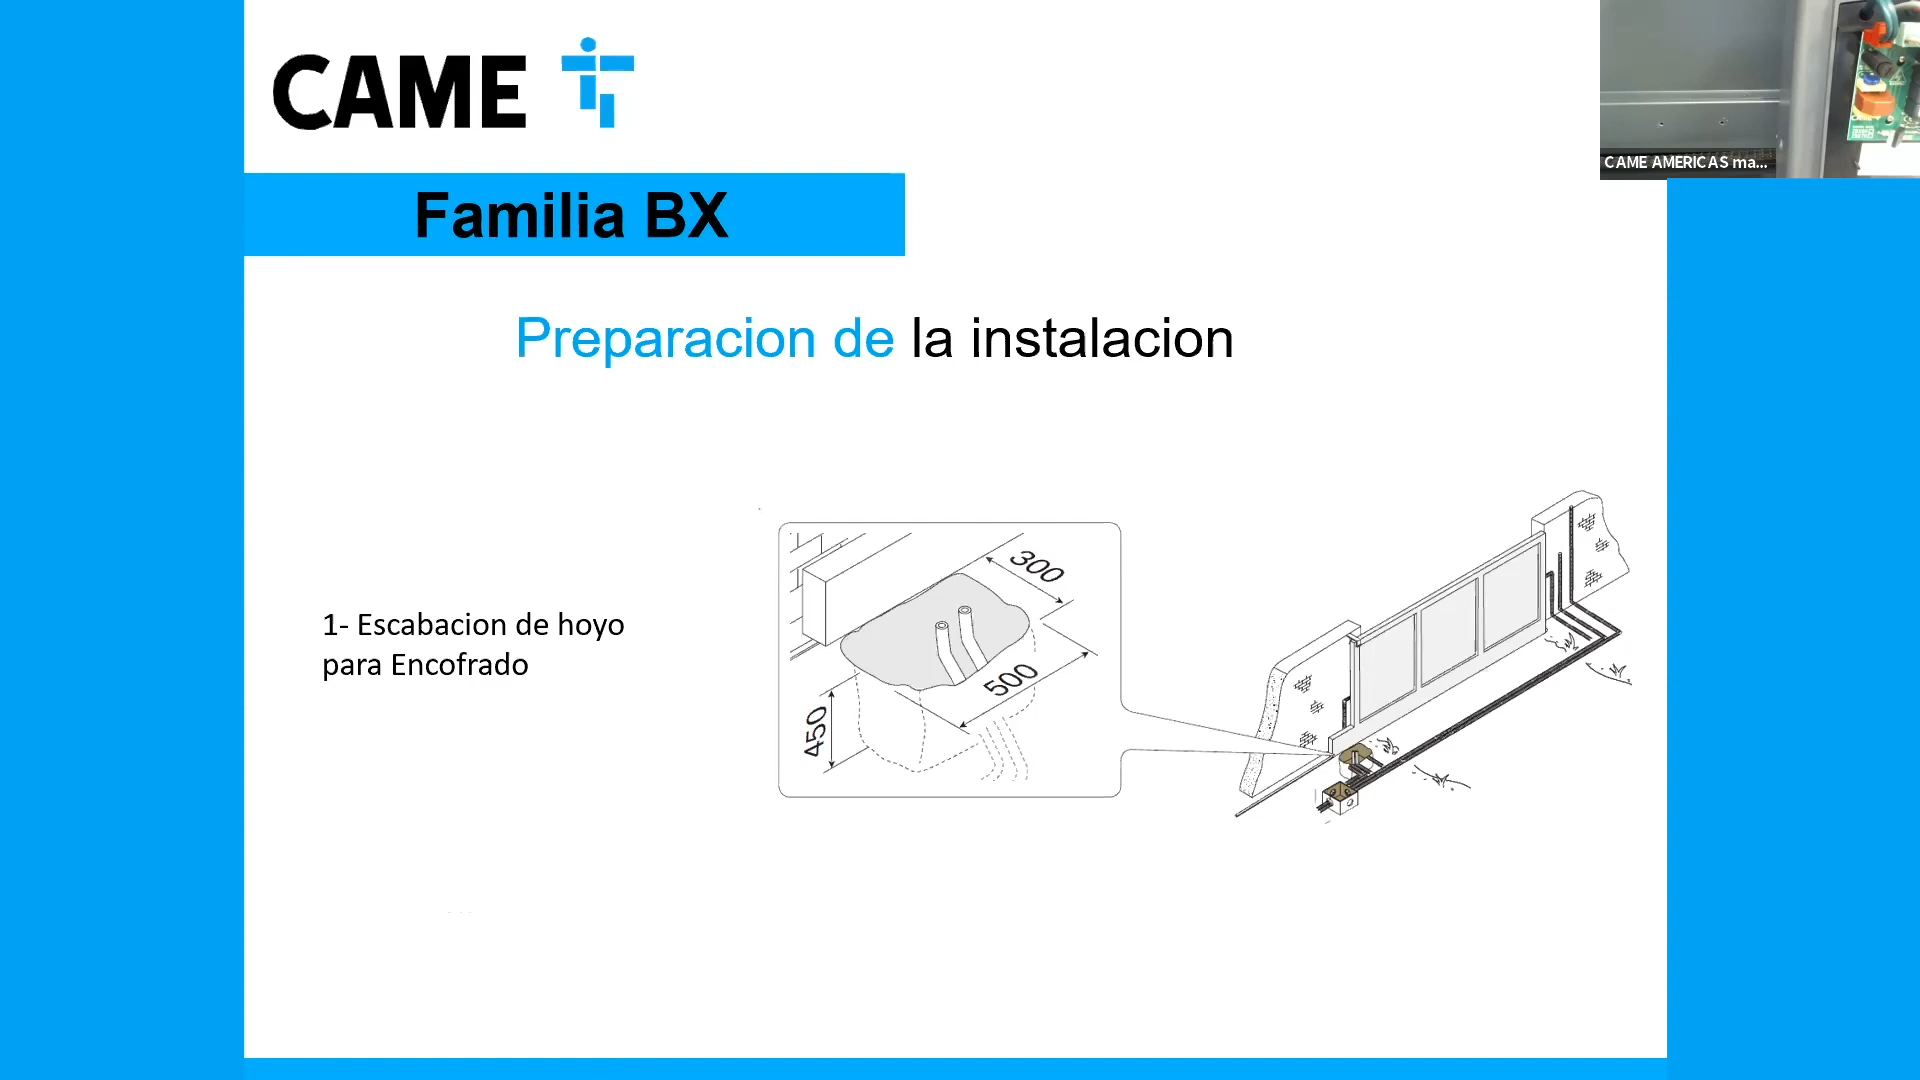 CAME
CAME AMERICAS ma...
Familia BX
Preparacion de la instalacion
300
1- Escabacion de hoyo
para Encofrado
500
450